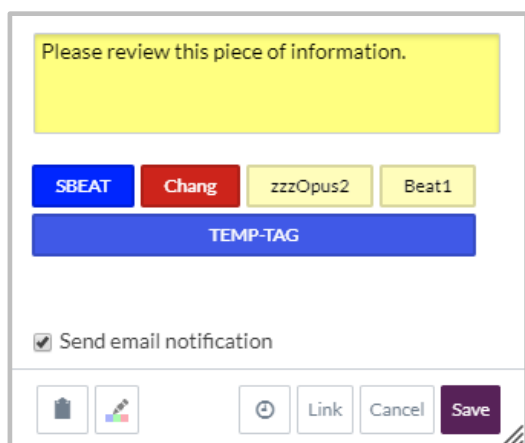 Please review this piece of information.
SBEAT Chang zzzOpus2 Beat1
TEMP-TAG
Send email notification
Link Cancel Save